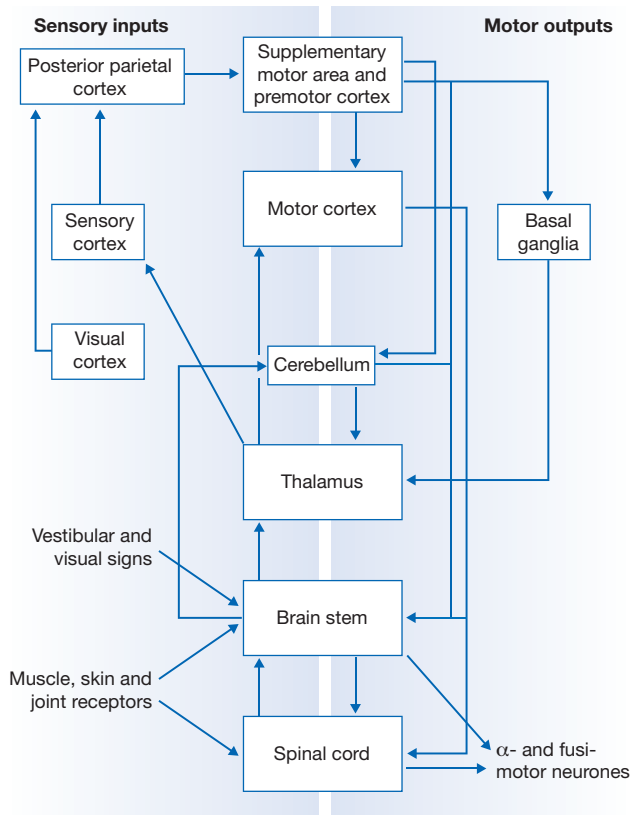 Sensory inputs
Motor outputs
Posterior parietal
cortex
Supplementary
motor area and
premotor cortex
Motor cortex
Sensory
cortex
Basal
ganglia
Visual
cortex
Cerebellum
Thalamus
Vestibular and
visual signs
Brain stem
Muscle, skin and
joint receptors
Spinal cord
α- and fusi-
motor neurones